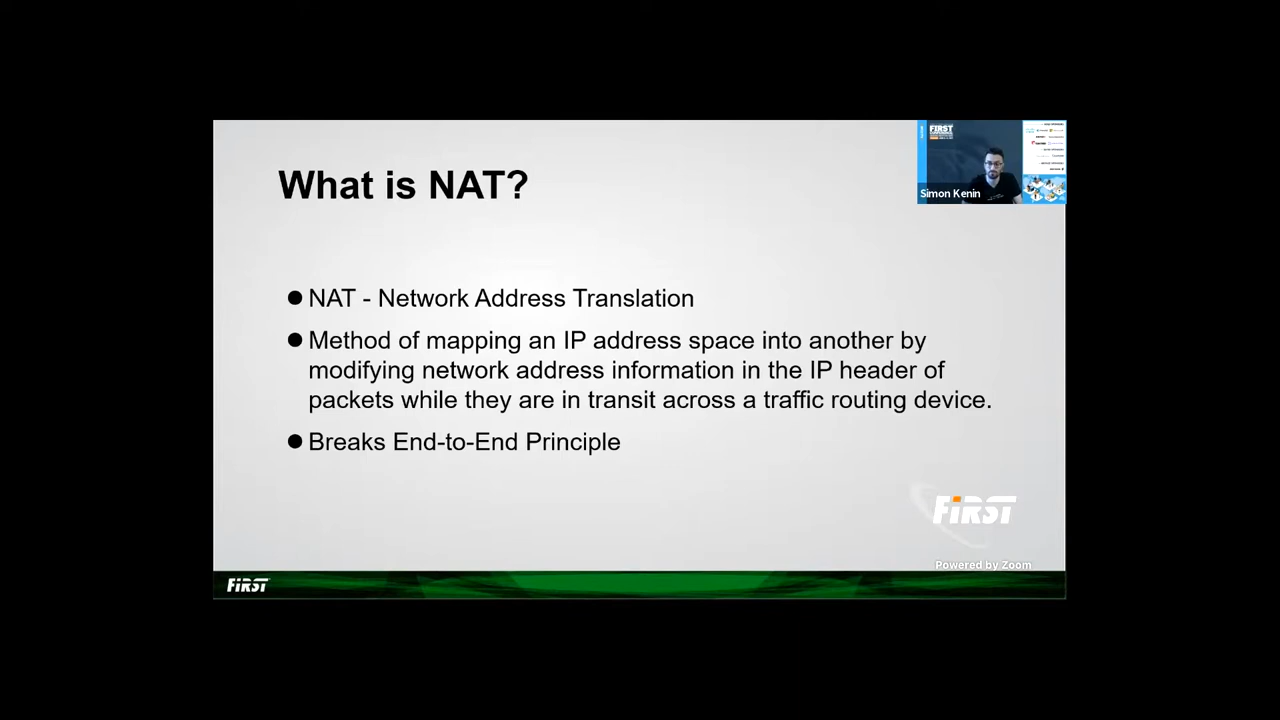 What is NAT?
FIRST
CONFERENCE
Simon Kenin
● NAT - Network Address Translation
● Method of mapping an IP address space into another by
modifying network address information in the IP header of
packets while they are in transit across a traffic routing device.
● Breaks End-to-End Principle
FiRST
Powered by Zoom
FiRST